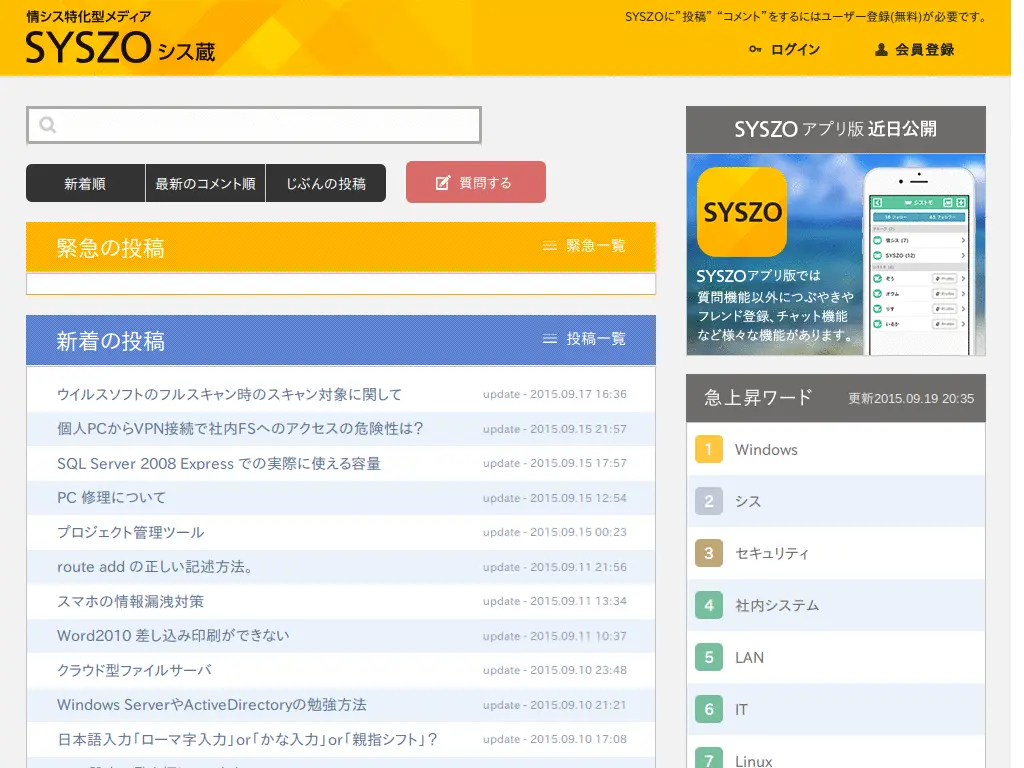 情シス特化型メディア
SYSZO シス蔵
SYSZOに”投稿” “コメント”をするにはユーザー登録(無料)が必要です。
ログイン
会員登録
新着順
最新のコメント順
じぶんの投稿
質問する
緊急の投稿
緊急一覧
新着の投稿
投稿一覧
ウイルスソフトのフルスキャン時のスキャン対象に関して update - 2015.09.17 16:36
個人PCからVPN接続で社内FSへのアクセスの危険性は? update - 2015.09.15 21:57
SQL Server 2008 Express での実際に使える容量 update - 2015.09.15 17:57
PC 修理について update - 2015.09.15 12:54
プロジェクト管理ツール update - 2015.09.15 00:23
route add の正しい記述方法。 update - 2015.09.11 21:56
スマホの情報漏洩対策 update - 2015.09.11 13:34
Word2010 差し込み印刷ができない update - 2015.09.11 10:37
クラウド型ファイルサーバ update - 2015.09.10 23:48
Windows ServerやActiveDirectoryの勉強方法 update - 2015.09.10 21:21
日本語入力「ローマ字入力」or「かな入力」or「親指シフト」? update - 2015.09.10 17:08
SYSZO アプリ版 近日公開
SYSZO
SYSZOアプリ版では
質問機能以外につぶやきや
フレンド登録、チャット機能
など様々な機能があります。
シストモ
情シス (7)
SYSZO (12)
ぞう
オウム
りす
いるか
急上昇ワード 更新2015.09.19 20:35
1 Windows
2 シス
3 セキュリティ
4 社内システム
5 LAN
6 IT
7 Linux